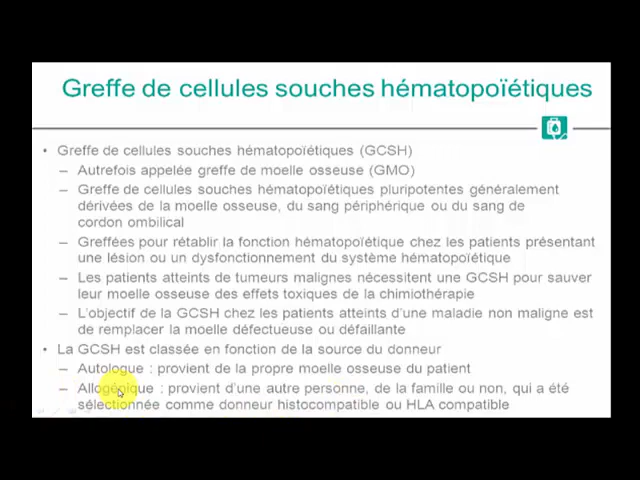 Greffe de cellules souches hématopoïétiques
• Greffe de cellules souches hématopoïétiques (GCSH)
– Autrefois appelée greffe de moelle osseuse (GMO)
– Greffe de cellules souches hématopoïétiques pluripotentes généralement
dérivées de la moelle osseuse, du sang périphérique ou du sang de
cordon ombilical
– Greffées pour rétablir la fonction hématopoïétique chez les patients présentant
une lésion ou un dysfonctionnement du système hématopoïétique
– Les patients atteints de tumeurs malignes nécessitent une GCSH pour sauver
leur moelle osseuse des effets toxiques de la chimiothérapie
– L'objectif de la GCSH chez les patients atteints d'une maladie non maligne est
de remplacer la moelle défectueuse ou défaillante
• La GCSH est classée en fonction de la source du donneur
– Autologue : provient de la propre moelle osseuse du patient
– Allogénique : provient d'une autre personne, de la famille ou non, qui a été
sélectionnée comme donneur histocompatible ou HLA compatible